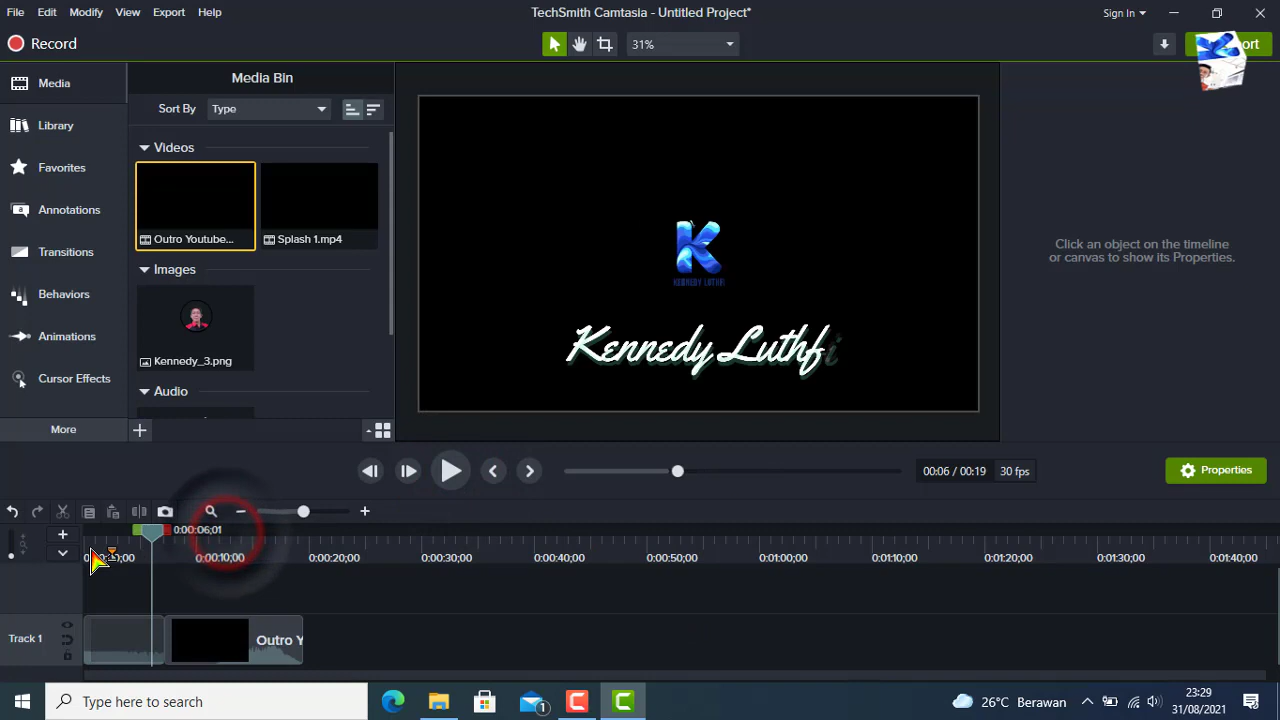 File Edit Modify View Export Help
TechSmith Camtasia - Untitled Project*
Sign In
Record
31%
Media
Library
Favorites
Annotations
Transitions
Behaviors
Animations
Cursor Effects
More
Media Bin
Sort By Type
Videos
Outro Youtube...
Splash 1.mp4
Images
Kennedy_3.png
Audio
K
KENNEDY LUTHFI
Kennedy Luthfi
Click an object on the timeline
or canvas to show its Properties.
00:06 / 00:19 30 fps
Properties
0:00:06;01
0:00:10;00 0:00:20;00 0:00:30;00 0:00:40;00 0:00:50;00 0:01:00;00 0:01:10;00 0:01:20;00 0:01:30;00 0:01:40;00
Track 1
Outro Y
Type here to search
1
26°C Berawan
23:29
31/08/2021